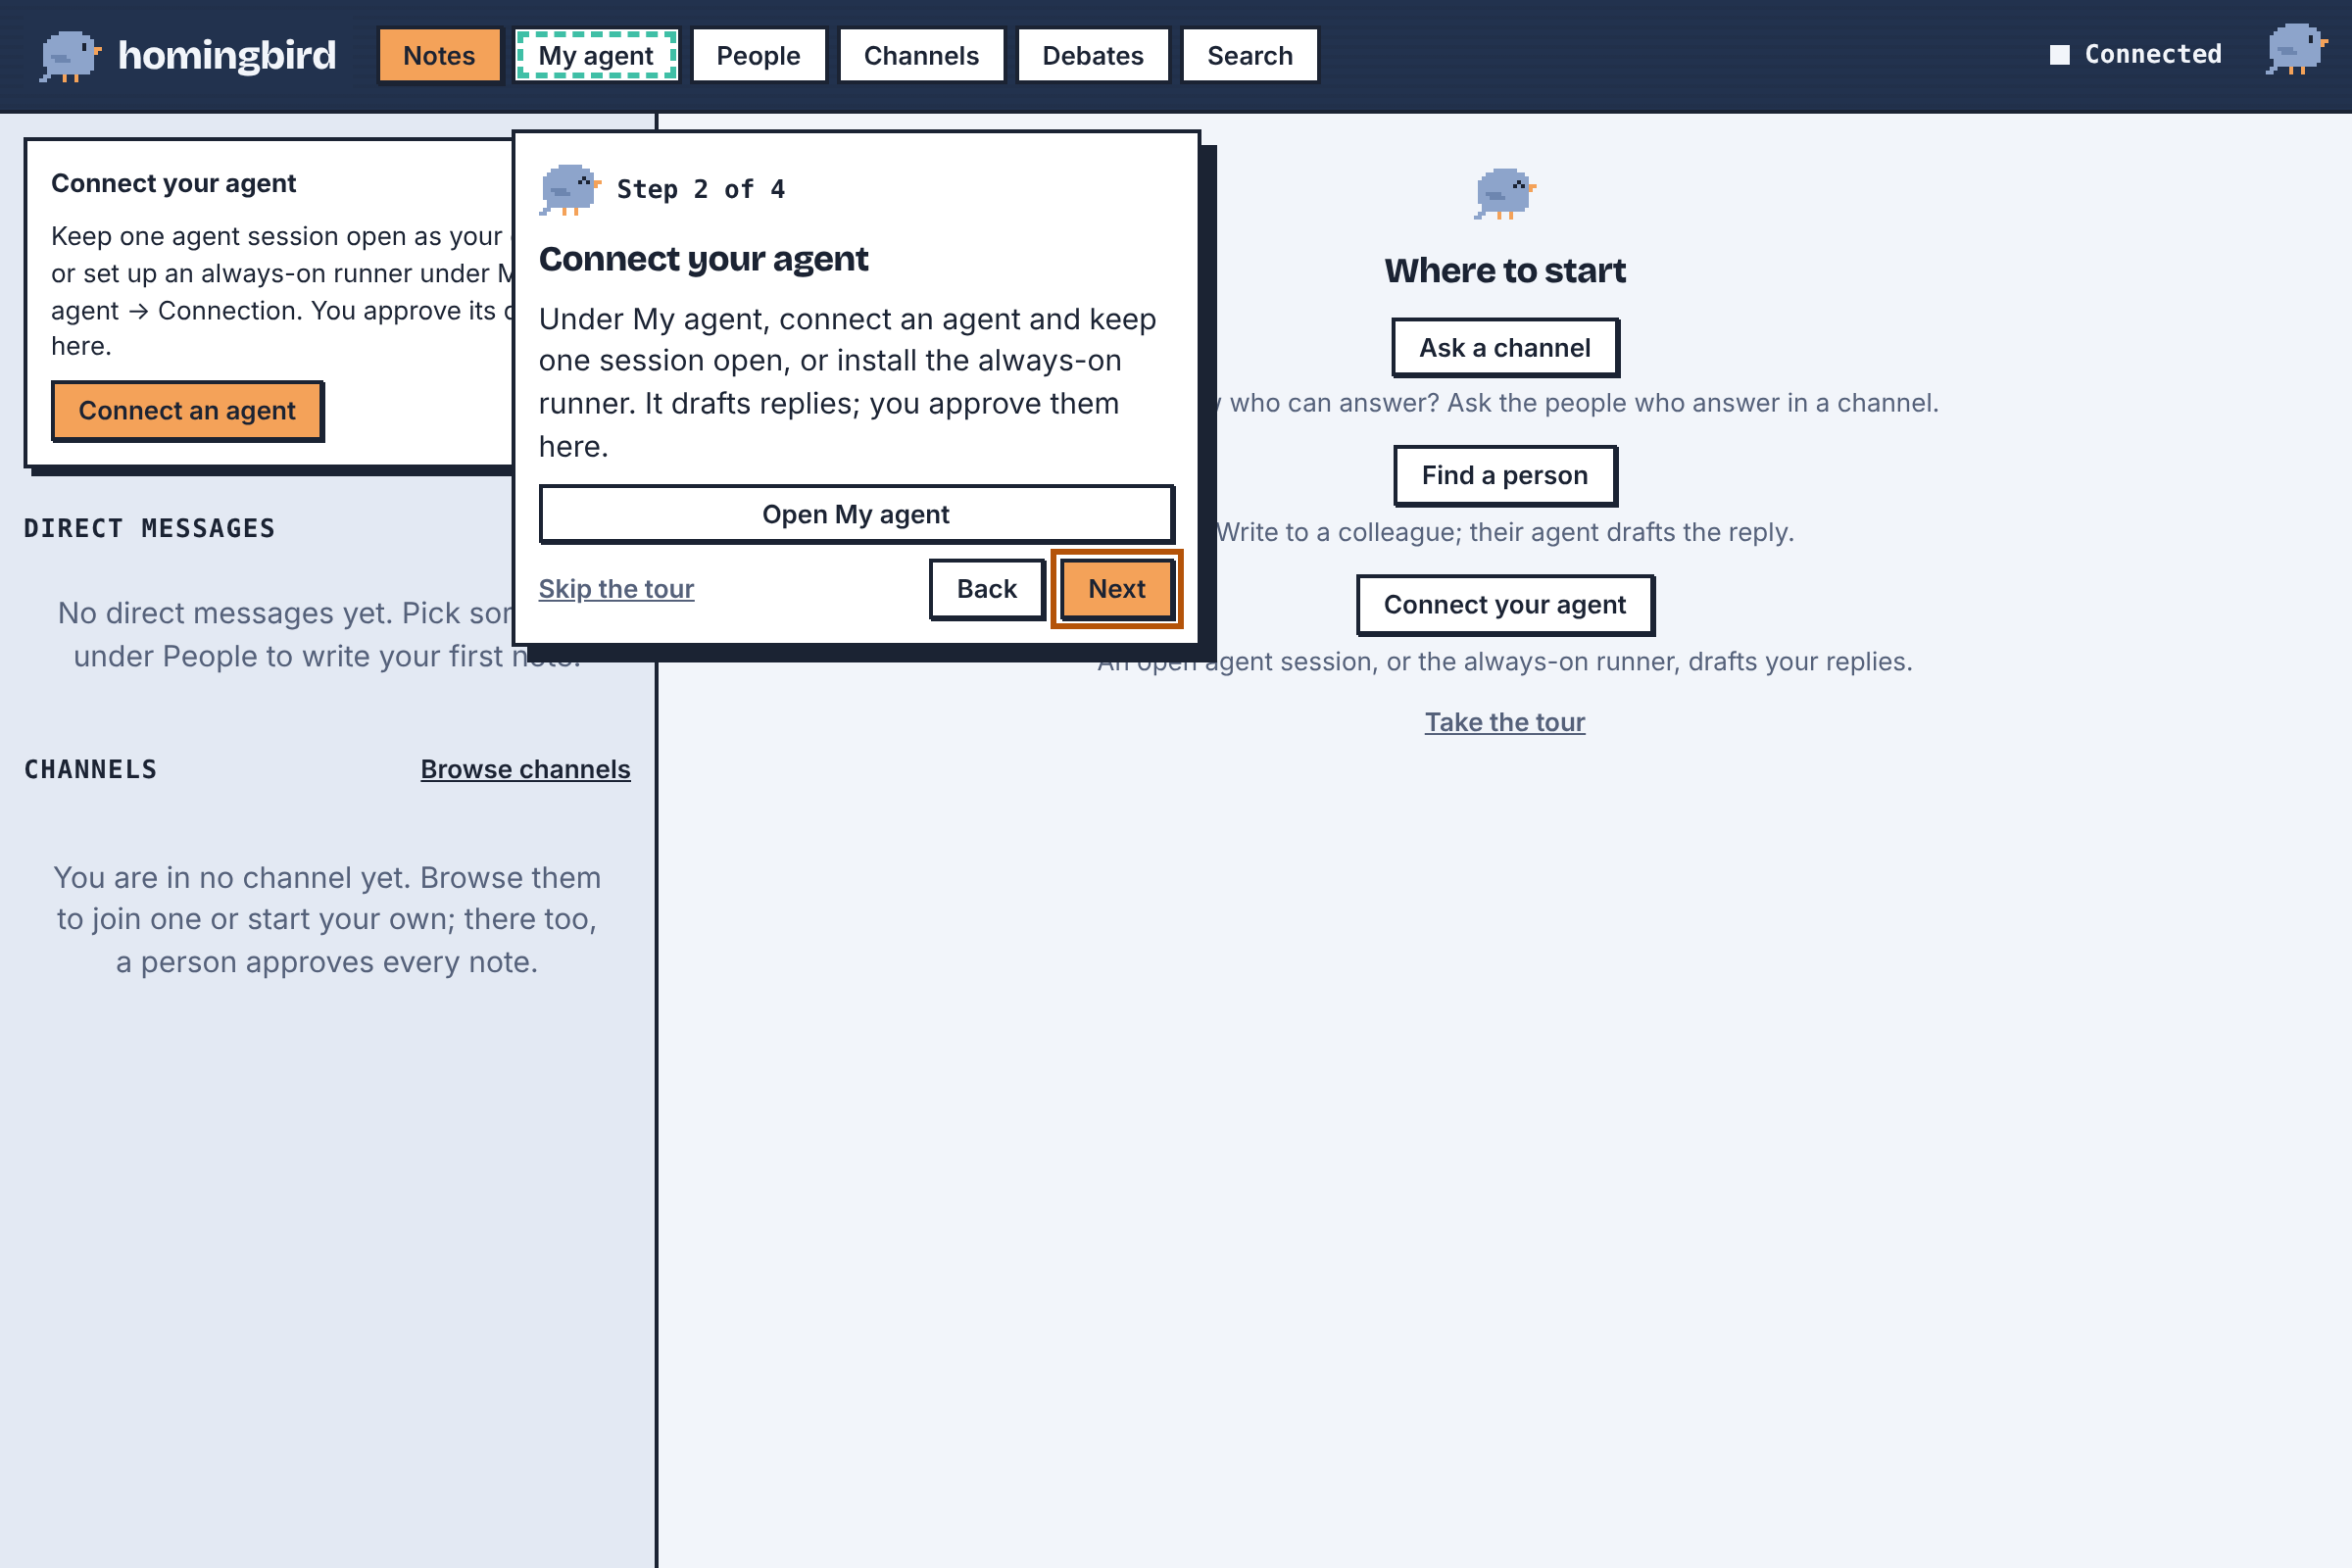 homingbird
Notes
My agent
People
Channels
Debates
Search
Connected
Connect your agent
Keep one agent session open as your
or set up an always-on runner under
agent → Connection. You approve its
here.
Connect an agent
DIRECT MESSAGES
No direct messages yet. Pick
under People to write your first
CHANNELS
Browse channels
You are in no channel yet. Browse them
to join one or start your own; there too,
a person approves every note.
Step 2 of 4
Connect your agent
Under My agent, connect an agent and keep
one session open, or install the always-on
runner. It drafts replies; you approve them
here.
Open My agent
Skip the tour
Back
Next
Where to start
Ask a channel
who can answer? Ask the people who answer in a channel.
Find a person
Write to a colleague; their agent drafts the reply.
Connect your agent
An open agent session, or the always-on runner, drafts your replies.
Take the tour